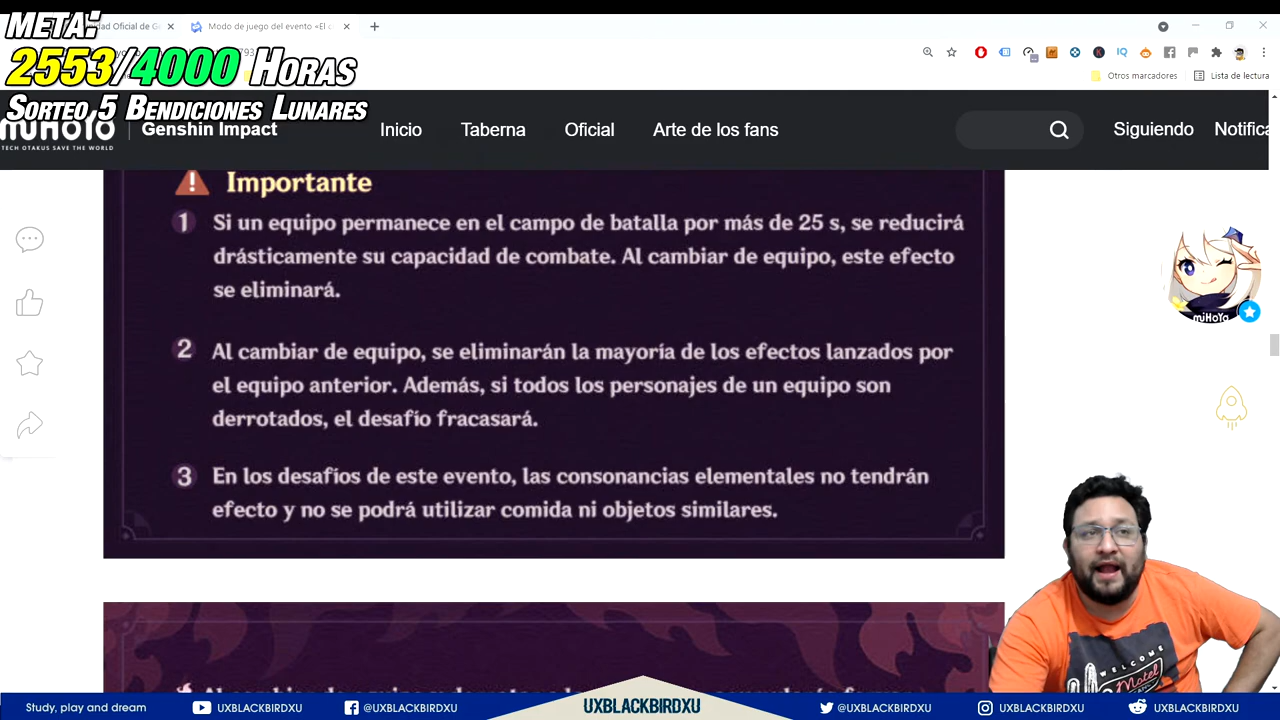 META:
2553/4000 HORAS
SORTEO 5 BENDICIONES LUNARES
Modo de juego del evento «El c
Otros marcadores
Lista de lectura
miHoYo
TECH OTAKUS SAVE THE WORLD
Genshin Impact
Inicio
Taberna
Oficial
Arte de los fans
Siguiendo
Notifica
Importante
1 Si un equipo permanece en el campo de batalla por más de 25 s, se reducirá
drásticamente su capacidad de combate. Al cambiar de equipo, este efecto
se eliminará.
2 Al cambiar de equipo, se eliminarán la mayoría de los efectos lanzados por
el equipo anterior. Además, si todos los personajes de un equipo son
derrotados, el desafío fracasará.
3 En los desafíos de este evento, las consonancias elementales no tendrán
efecto y no se podrá utilizar comida ni objetos similares.
miHoYo
WELCOME
Motel
Study, play and dream
UXBLACKBIRDXU
@UXBLACKBIRDXU
UXBLACKBIRDXU
@UXBLACKBIRDXU
UXBLACKBIRDXU
UXBLACKBIRDXU